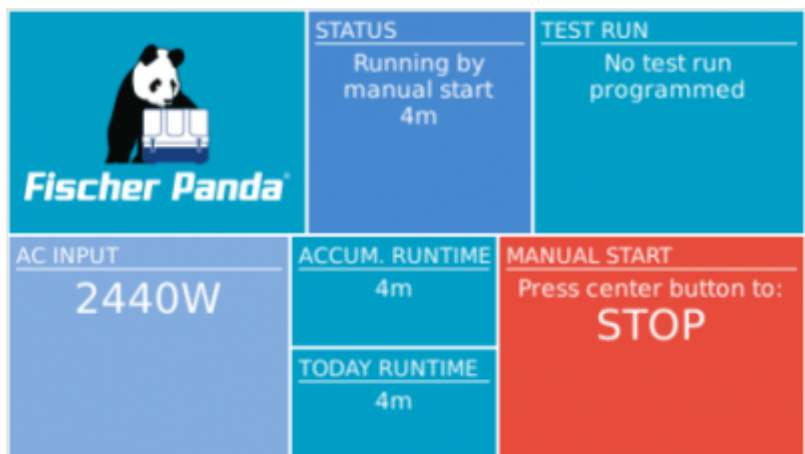 Fischer Panda®
STATUS
Running by
manual start
4m
TEST RUN
No test run
programmed
AC INPUT
2440W
ACCUM. RUNTIME
4m
TODAY RUNTIME
4m
MANUAL START
Press center button to:
STOP